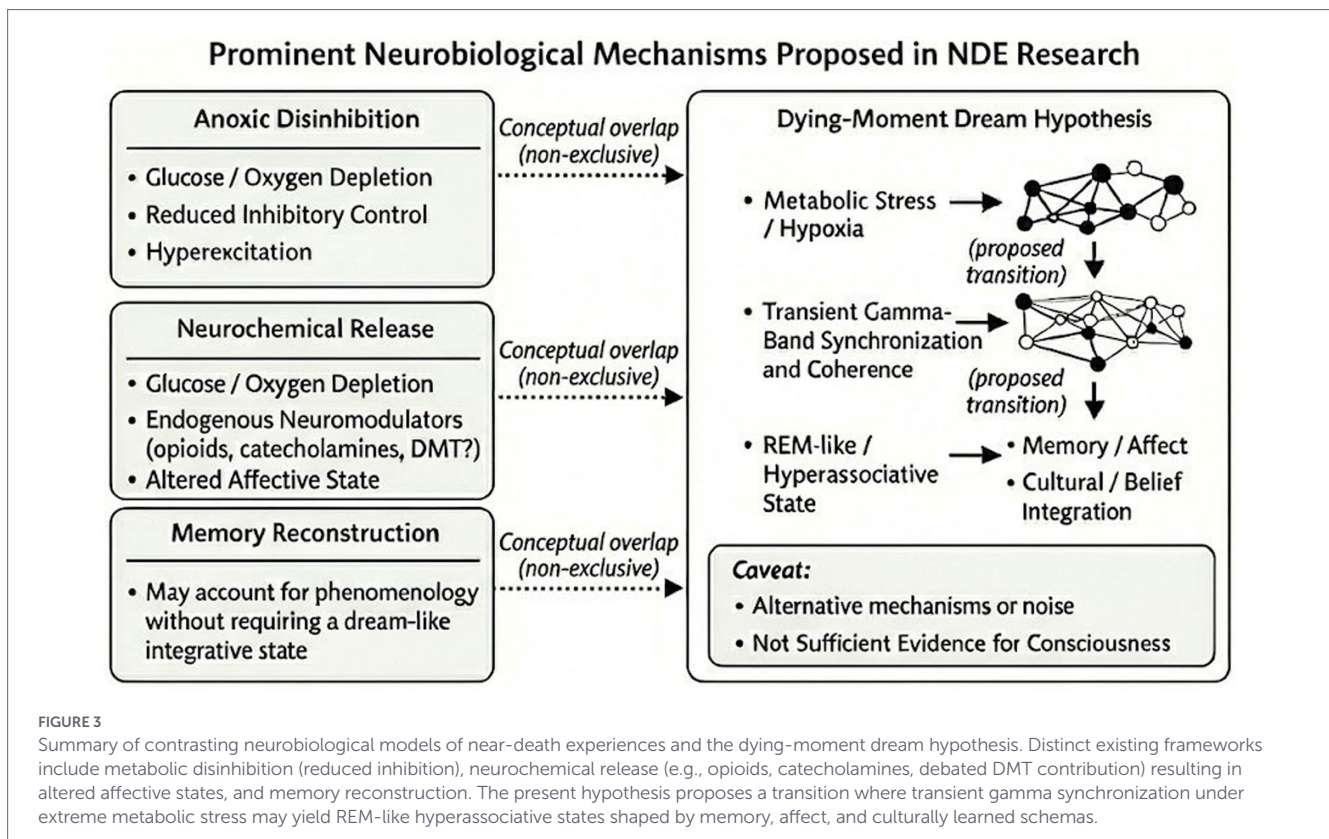 Prominent Neurobiological Mechanisms Proposed in NDE Research
Anoxic Disinhibition
• Glucose / Oxygen Depletion
• Reduced Inhibitory Control
• Hyperexcitation
Conceptual overlap
(non-exclusive)
Neurochemical Release
• Glucose / Oxygen Depletion
• Endogenous Neuromodulators
(opioids, catecholamines, DMT?)
• Altered Affective State
Conceptual overlap
(non-exclusive)
Memory Reconstruction
• May account for phenomenology
without requiring a dream-like
integrative state
Conceptual overlap
(non-exclusive)
Dying-Moment Dream Hypothesis
• Metabolic Stress
/ Hypoxia
(proposed
transition)
• Transient Gamma-
Band Synchronization
and Coherence
(proposed
transition)
• REM-like /
Hyperassociative
State
• Memory / Affect
• Cultural / Belief
Integration
Caveat:
• Alternative mechanisms or noise
• Not Sufficient Evidence for Consciousness
FIGURE 3
Summary of contrasting neurobiological models of near-death experiences and the dying-moment dream hypothesis. Distinct existing frameworks
include metabolic disinhibition (reduced inhibition), neurochemical release (e.g., opioids, catecholamines, debated DMT contribution) resulting in
altered affective states, and memory reconstruction. The present hypothesis proposes a transition where transient gamma synchronization under
extreme metabolic stress may yield REM-like hyperassociative states shaped by memory, affect, and culturally learned schemas.